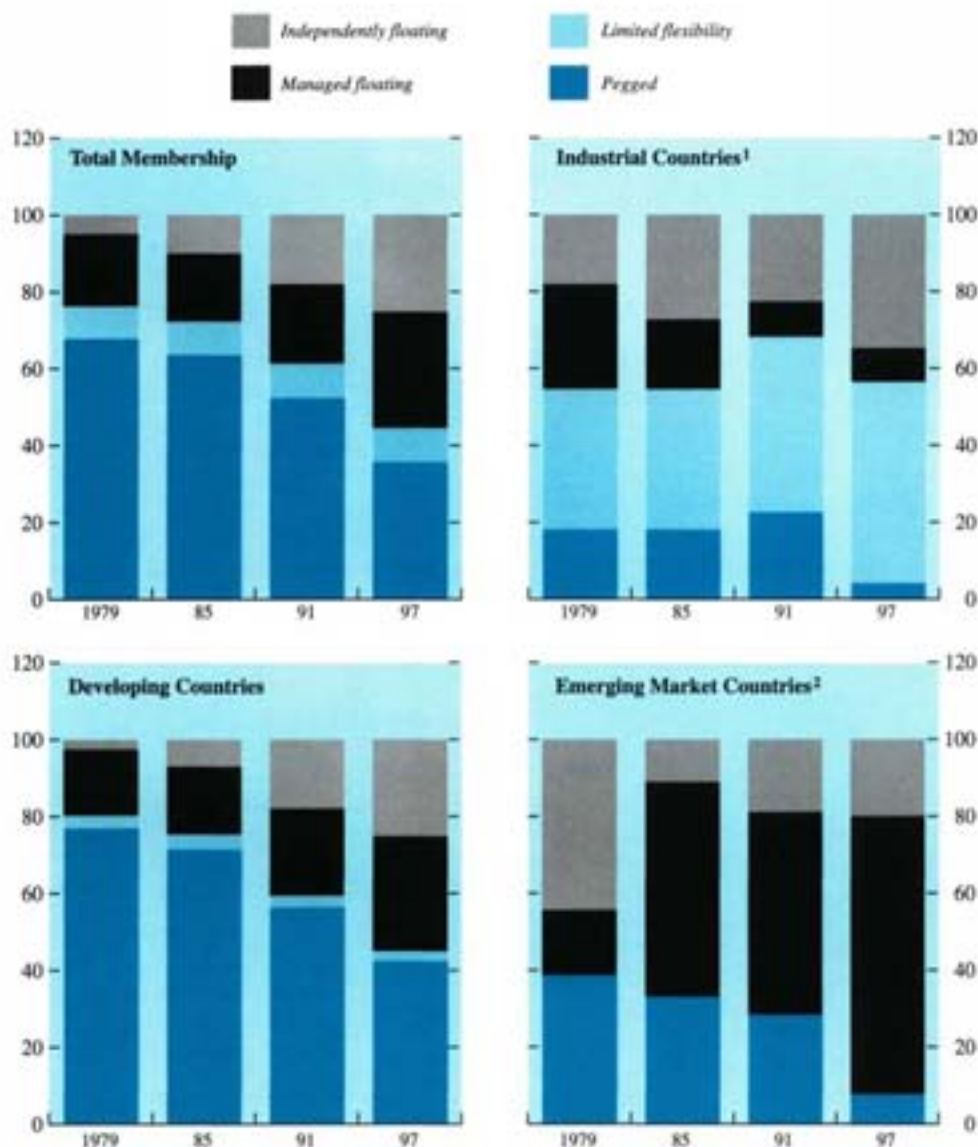 Independently floating
Limited flexibility
Managed floating
Pegged
120
Total Membership
100
80
60
40
20
0
1979 85 91 97
Industrial Countries¹
120
100
80
60
40
20
0
1979 85 91 97
120
Developing Countries
100
80
60
40
20
0
1979 85 91 97
Emerging Market Countries²
120
100
80
60
40
20
0
1979 85 91 97